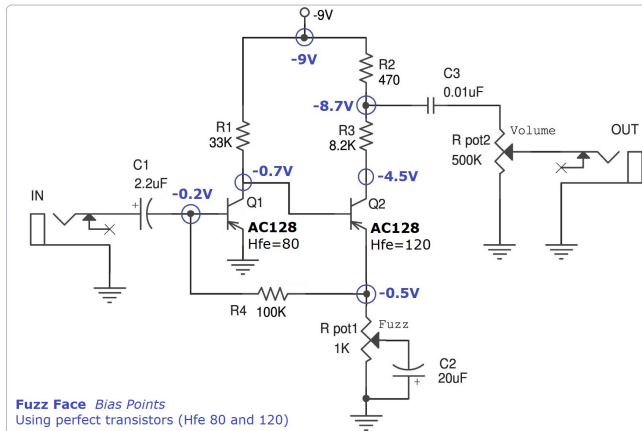 -9V
-9V
R2
470
C3
0.01uF
-8.7V
R1
33K
R3
8.2K
R pot2
500K
Volume
OUT
C1
2.2uF
+
-0.7V
-4.5V
IN
-0.2V
Q1
Q2
AC128
Hfe=80
AC128
Hfe=120
R4 100K
-0.5V
R pot1
1K
Fuzz
C2
20uF
+
Fuzz Face Bias Points
Using perfect transistors (Hfe 80 and 120)